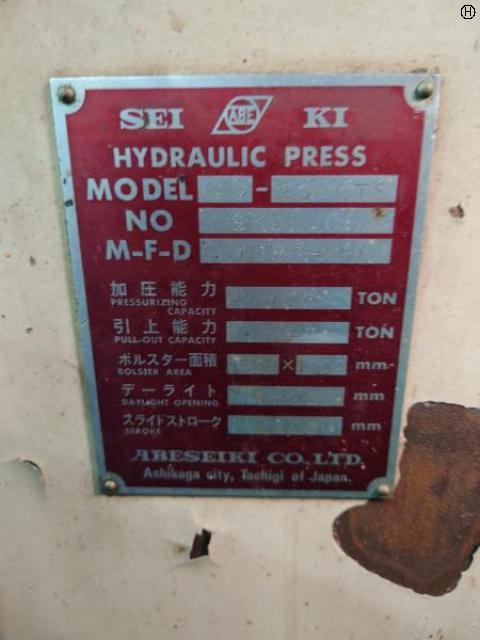 H
SEI ABE KI
HYDRAULIC PRESS
MODEL -
NO
M-F-D
加圧能力 TON
PRESSURIZING
CAPACITY
引上能力 TON
PULL-OUT CAPACITY
ボルスター面積 × mm
BOLSTER AREA
デーライト mm
DAYLIGHT OPENING
スライドストローク mm
STROKE
ABESEIKI CO., LTD.
Ashikaga city, Tochigi of Japan.